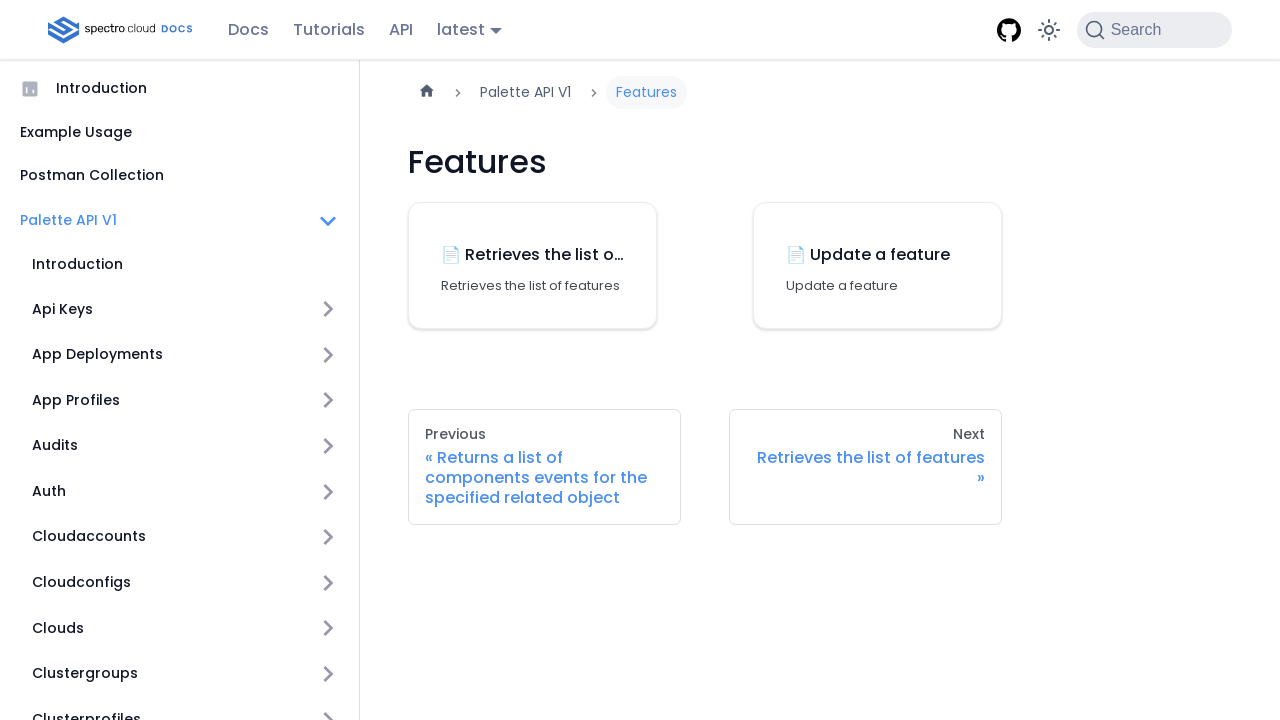 spectro cloud DOCS
Docs
Tutorials
API
latest
Search
Introduction
Example Usage
Postman Collection
Palette API V1
Introduction
Api Keys
App Deployments
App Profiles
Audits
Auth
Cloudaccounts
Cloudconfigs
Clouds
Clustergroups
Clusterprofiles
Palette API V1
Features
Features
Retrieves the list o...
Retrieves the list of features
Update a feature
Update a feature
Previous
« Returns a list of
components events for the
specified related object
Next
Retrieves the list of features
»